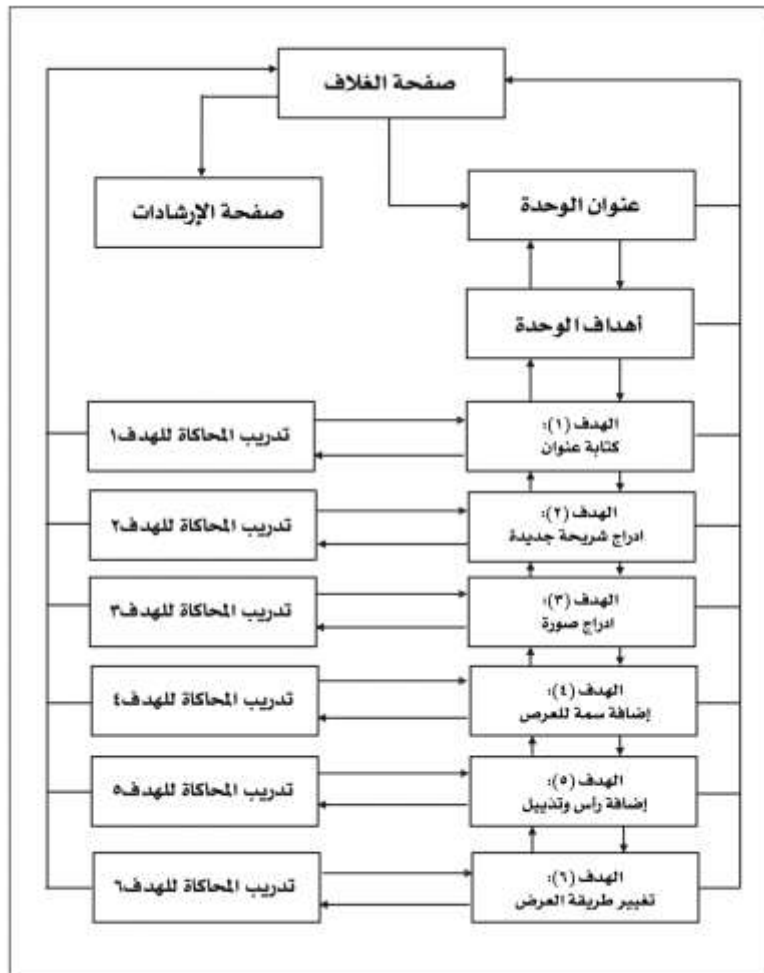 صفحة الغلاف
عنوان الوحدة
صفحة الإرشادات
أهداف الوحدة
الهدف (١):
كتابة عنوان
تدريب المحاكاة للهدف١
الهدف (٢):
ادراج شريحة جديدة
تدريب المحاكاة للهدف٢
الهدف (٣):
ادراج صورة
تدريب المحاكاة للهدف٣
الهدف (٤):
إضافة سمة للعرص
تدريب المحاكاة للهدف٤
الهدف (٥):
إضافة رأس وتذييل
تدريب المحاكاة للهدف٥
الهدف (٦):
تغيير طريقة العرض
تدريب المحاكاة للهدف٦